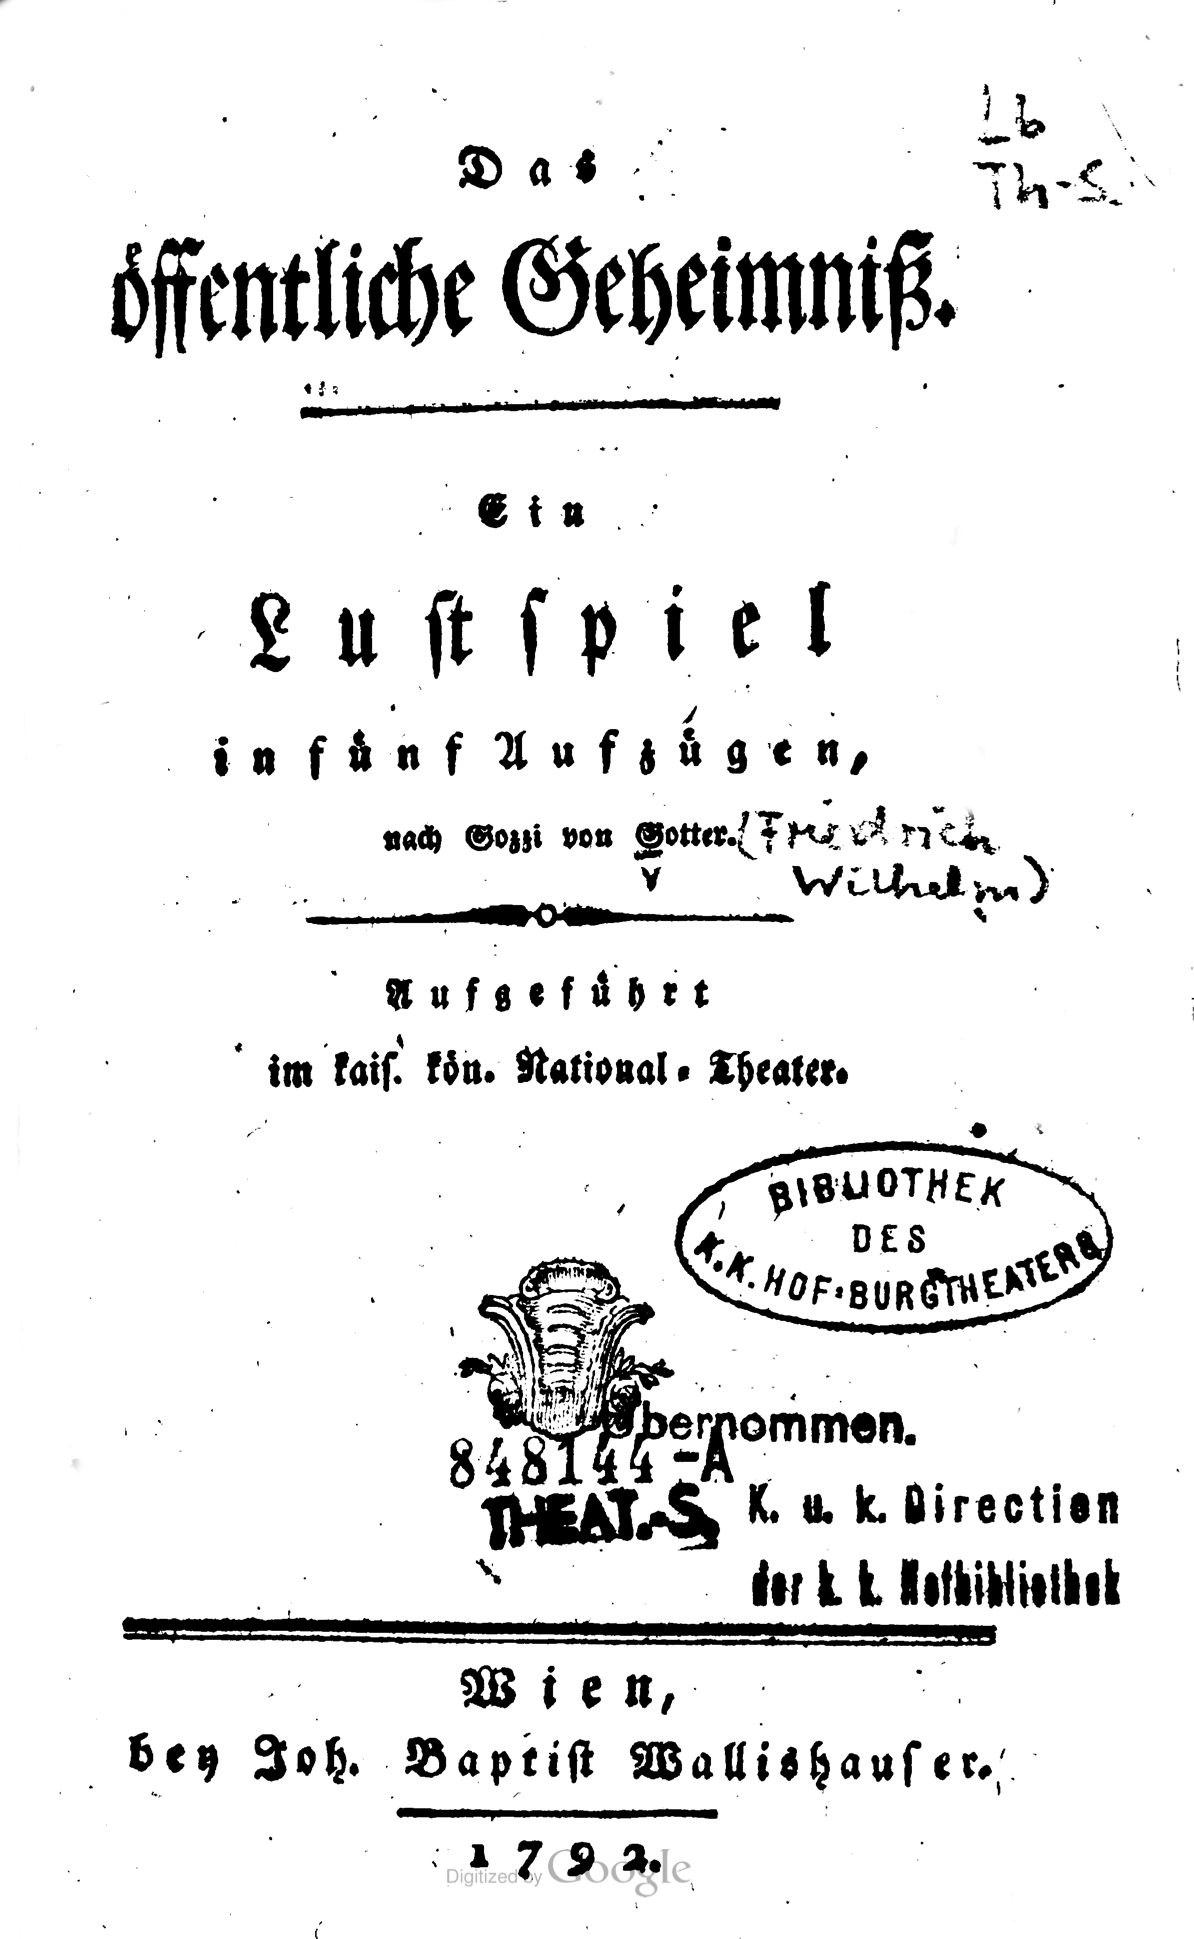 Lb
Th-S.
Das
öffentliche Geheimniß.
Ein
Lustspiel
in fünf Aufzügen,
nach Gozzi von Gotter. (Friedrich
Wilhelm)
Aufgeführt
im kais. kön. National-Theater.
BIBLIOTHEK
DES
K.K. HOF-BURGTHEATERS
Übernommen.
848144-A
THEAT.-S.
K. u. k. Direction
der k. k. Hofbibliothek
Wien,
bey Joh. Baptist Wallishauser.
1792.
Digitized by Google